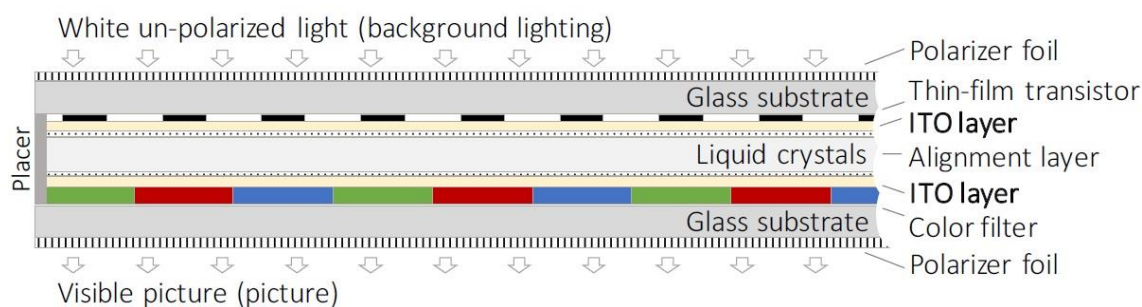 White un-polarized light (background lighting)
Polarizer foil
Glass substrate
Thin-film transistor
ITO layer
Placer
Liquid crystals
Alignment layer
ITO layer
Glass substrate
Color filter
Polarizer foil
Visible picture (picture)